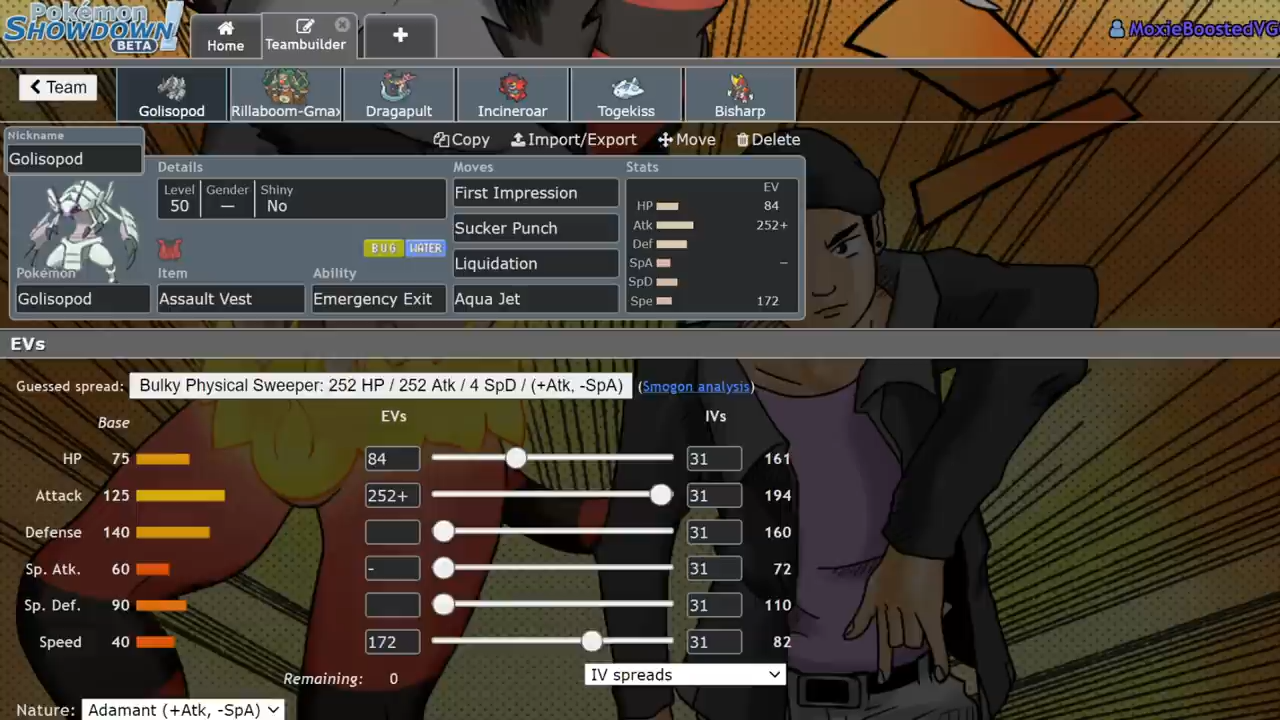 Pokémon
SHOWDOWN!
BETA
Home
Teambuilder
+
MoxieBoostedVG
Team
Golisopod
Rillaboom-Gmax
Dragapult
Incineroar
Togekiss
Bisharp
Nickname
Golisopod
Copy
Import/Export
Move
Delete
Details
Moves
Stats
Level
Gender
Shiny
50
—
No
First Impression
Sucker Punch
Liquidation
Aqua Jet
EV
HP 84
Atk 252+
Def
SpA –
SpD
Spe 172
BUG WATER
Pokémon
Item
Ability
Golisopod
Assault Vest
Emergency Exit
EVs
Guessed spread: Bulky Physical Sweeper: 252 HP / 252 Atk / 4 SpD / (+Atk, -SpA) (Smogon analysis)
Base EVs IVs
HP 75 84 31 161
Attack 125 252+ 31 194
Defense 140 31 160
Sp. Atk. 60 - 31 72
Sp. Def. 90 31 110
Speed 40 172 31 82
Remaining: 0
IV spreads
Nature: Adamant (+Atk, -SpA)